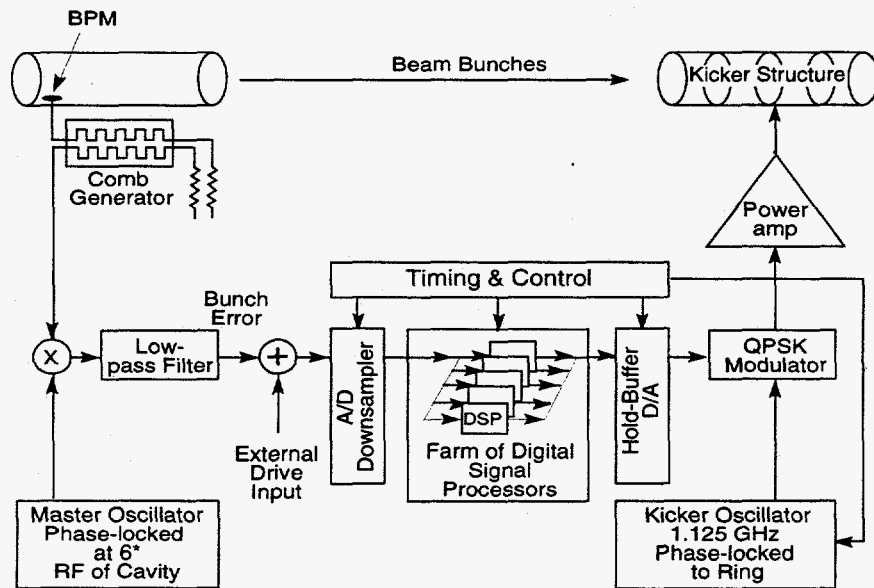 BPM
Beam Bunches
Kicker Structure
Comb
Generator
Power
amp
Timing & Control
Bunch
Error
X
Low-
pass Filter
+
A/D
Downsampler
DSP
Farm of Digital
Signal
Processors
Hold-Buffer
D/A
QPSK
Modulator
External
Drive
Input
Master Oscillator
Phase-locked
at 6*
RF of Cavity
Kicker Oscillator
1.125 GHz
Phase-locked
to Ring